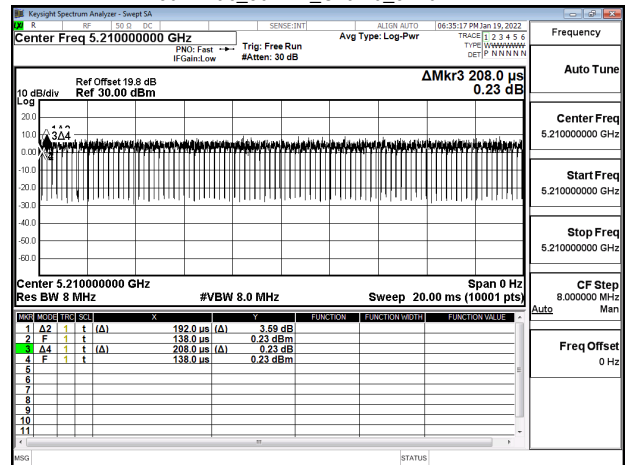 Keysight Spectrum Analyzer - Swept SA
LXI R RF 50 Ω DC SENSE:INT ALIGN AUTO 06:35:17 PM Jan 19, 2022
Center Freq 5.210000000 GHz
PNO: Fast Trig: Free Run
IFGain:Low #Atten: 30 dB
Avg Type: Log-Pwr
TRACE 1 2 3 4 5 6
TYPE WWWWWW
DET P N N N N N
Frequency
Ref Offset 19.8 dB
10 dB/div Ref 30.00 dBm
Log
ΔMkr3 208.0 µs
0.23 dB
20.0
10.0
0.00
-10.0
-20.0
-30.0
-40.0
-50.0
-60.0
3Δ4
Center 5.210000000 GHz Span 0 Hz
Res BW 8 MHz #VBW 8.0 MHz Sweep 20.00 ms (10001 pts)
MKR MODE TRC SCL X Y FUNCTION FUNCTION WIDTH FUNCTION VALUE
1 Δ2 1 t (Δ) 192.0 µs (Δ) 3.59 dB
2 F 1 t 138.0 µs 0.23 dBm
3 Δ4 1 t (Δ) 208.0 µs (Δ) 0.23 dB
4 F 1 t 138.0 µs 0.23 dBm
5
6
7
8
9
10
11
MSG STATUS
Auto Tune
Center Freq
5.210000000 GHz
Start Freq
5.210000000 GHz
Stop Freq
5.210000000 GHz
CF Step
8.000000 MHz
Auto Man
Freq Offset
0 Hz